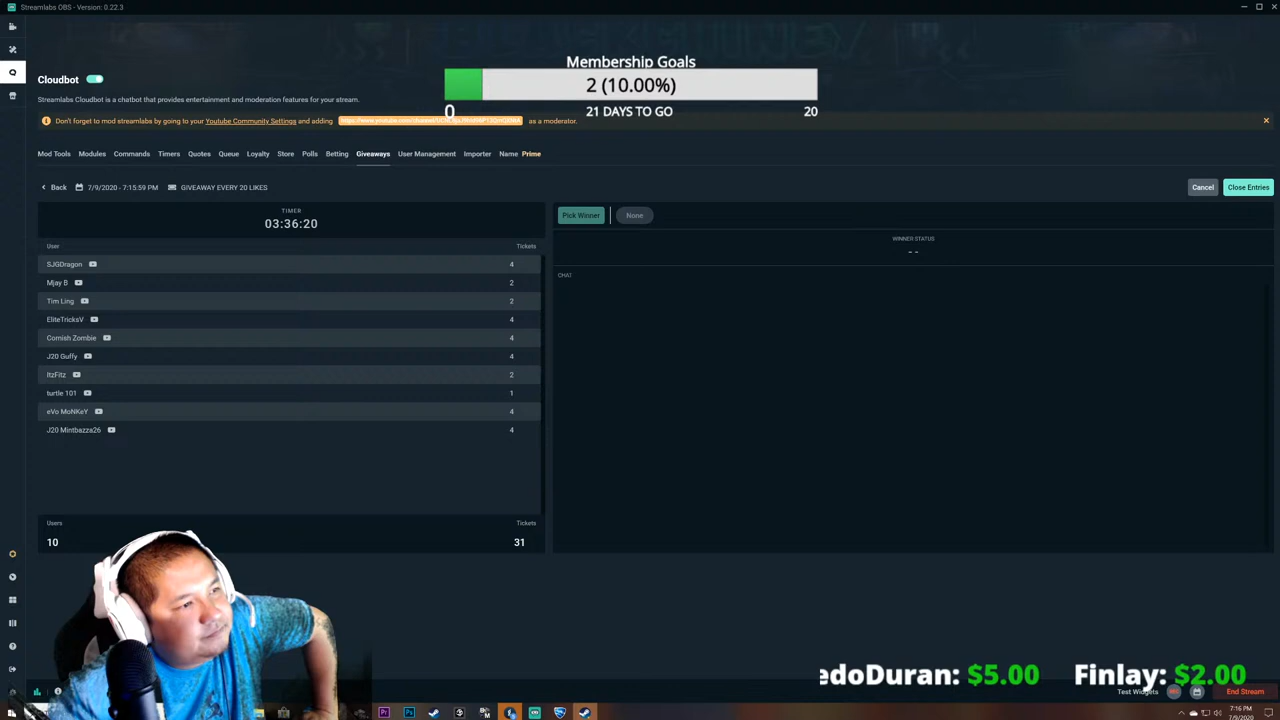 Streamlabs OBS - Version: 0.22.3
Membership Goals
2 (10.00%)
0 21 DAYS TO GO 20
Cloudbot
Streamlabs Cloudbot is a chatbot that provides entertainment and moderation features for your stream.
Don't forget to mod streamlabs by going to your Youtube Community Settings and adding as a moderator.
Mod Tools Modules Commands Timers Quotes Queue Loyalty Store Polls Betting Giveaways User Management Importer Name Prime
Back 7/9/2020 - 7:15:59 PM GIVEAWAY EVERY 20 LIKES Cancel Close Entries
TIMER
03:36:20
User Tickets
SJGDragon 4
Mjay B 2
Tim Ling 2
EliteTricksV 4
Cornish Zombie 4
J20 Guffy 4
ItzFitz 2
turtle 101 1
eVo MoNKeY 4
J20 Mintbazza26 4
Users Tickets
10 31
Pick Winner None
WINNER STATUS
- -
CHAT
edoDuran: $5.00 Finlay: $2.00
Test Widgets REC End Stream
7:16 PM
7/9/2020